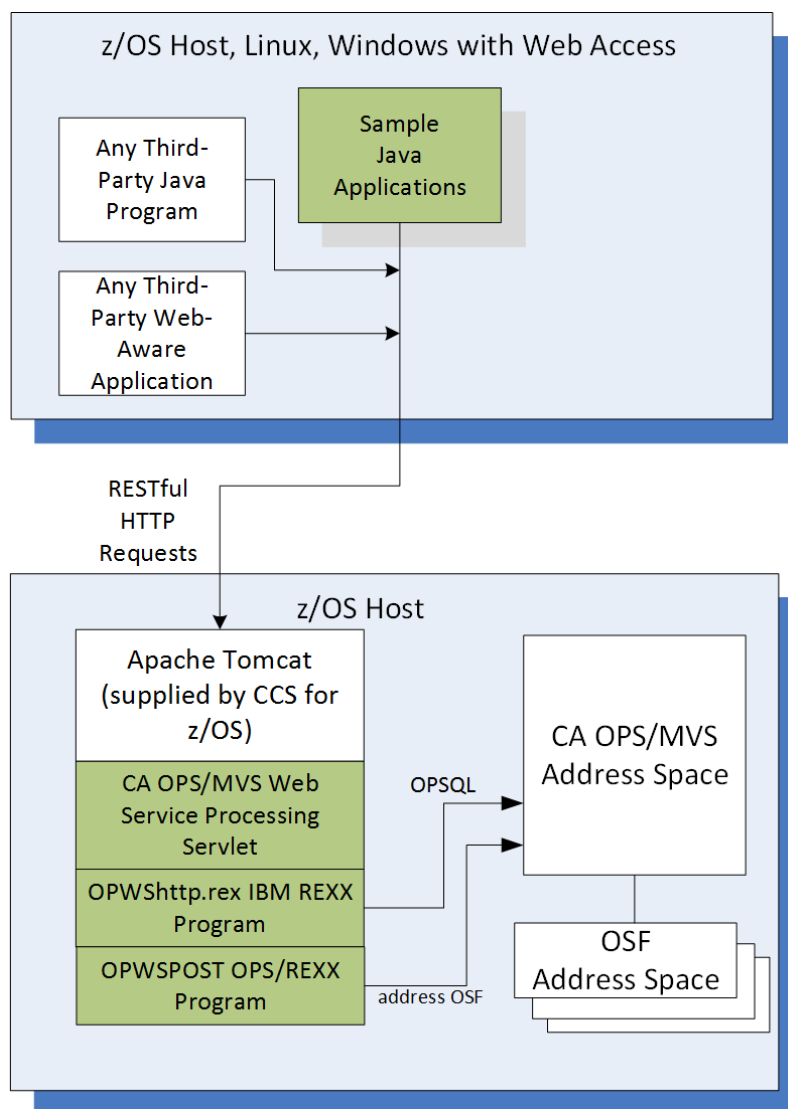 z/OS Host, Linux, Windows with Web Access
Any Third-
Party Java
Program
Sample
Java
Applications
Any Third-
Party Web-
Aware
Application
RESTful
HTTP
Requests
z/OS Host
Apache Tomcat
(supplied by CCS for
z/OS)
CA OPS/MVS Web
Service Processing
Servlet
OPWShttp.rex IBM REXX
Program
OPWSPOST OPS/REXX
Program
OPSQL
address OSF
CA OPS/MVS
Address Space
OSF
Address Space